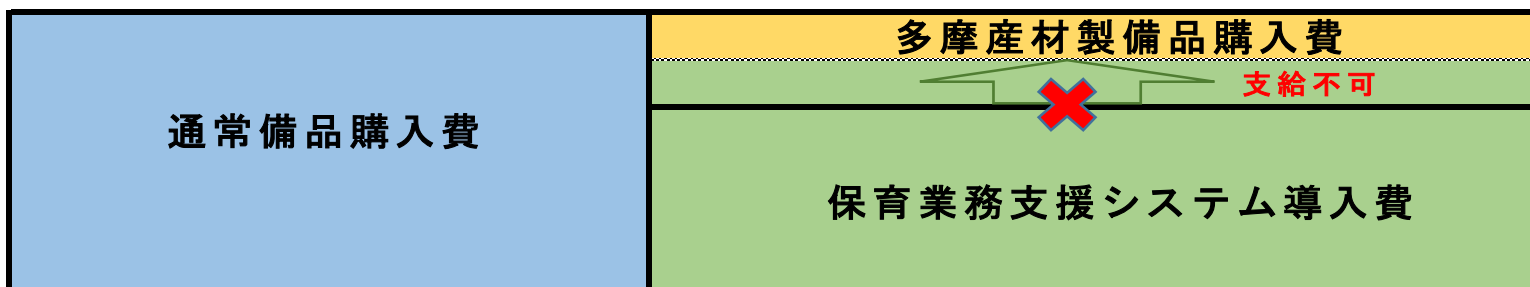 通常備品購入費
多摩産材製備品購入費
支給不可
保育業務支援システム導入費